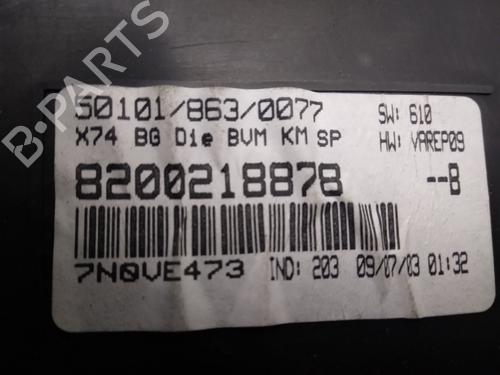 B-PARTS
50101/863/0077 SW: 610
X74 BG Die BVM KM SP HW: VAREP09
8200218878 --B
7N0VE473 IND: 203 09/07/03 01:32